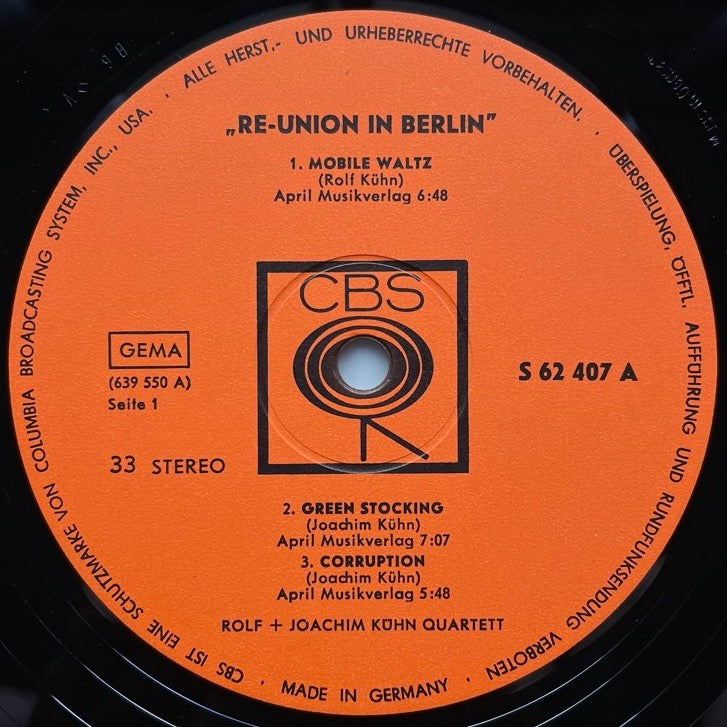 CBS IST EINE SCHUTZMARKE VON COLUMBIA BROADCASTING SYSTEM, INC., USA. · ALLE HERST.- UND URHEBERRECHTE VORBEHALTEN. · ÜBERSPIELUNG, ÖFFTL. AUFFÜHRUNG UND RUNDFUNKSENDUNG VERBOTEN · MADE IN GERMANY ·
„RE-UNION IN BERLIN”
1. MOBILE WALTZ
(Rolf Kühn)
April Musikverlag 6:48
CBS
GEMA
(639 550 A)
Seite 1
S 62 407 A
33 STEREO
2. GREEN STOCKING
(Joachim Kühn)
April Musikverlag 7:07
3. CORRUPTION
(Joachim Kühn)
April Musikverlag 5:48
ROLF + JOACHIM KÜHN QUARTETT